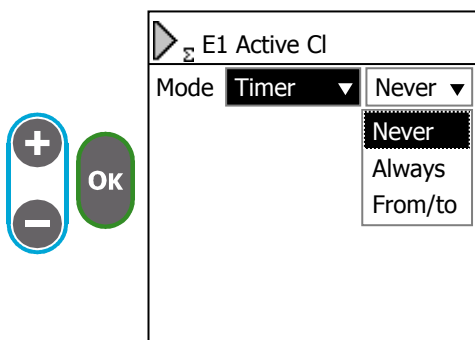 Σ E1 Active Cl
Mode Timer ▼ Never ▼
Never
Always
From/to
+
OK
−